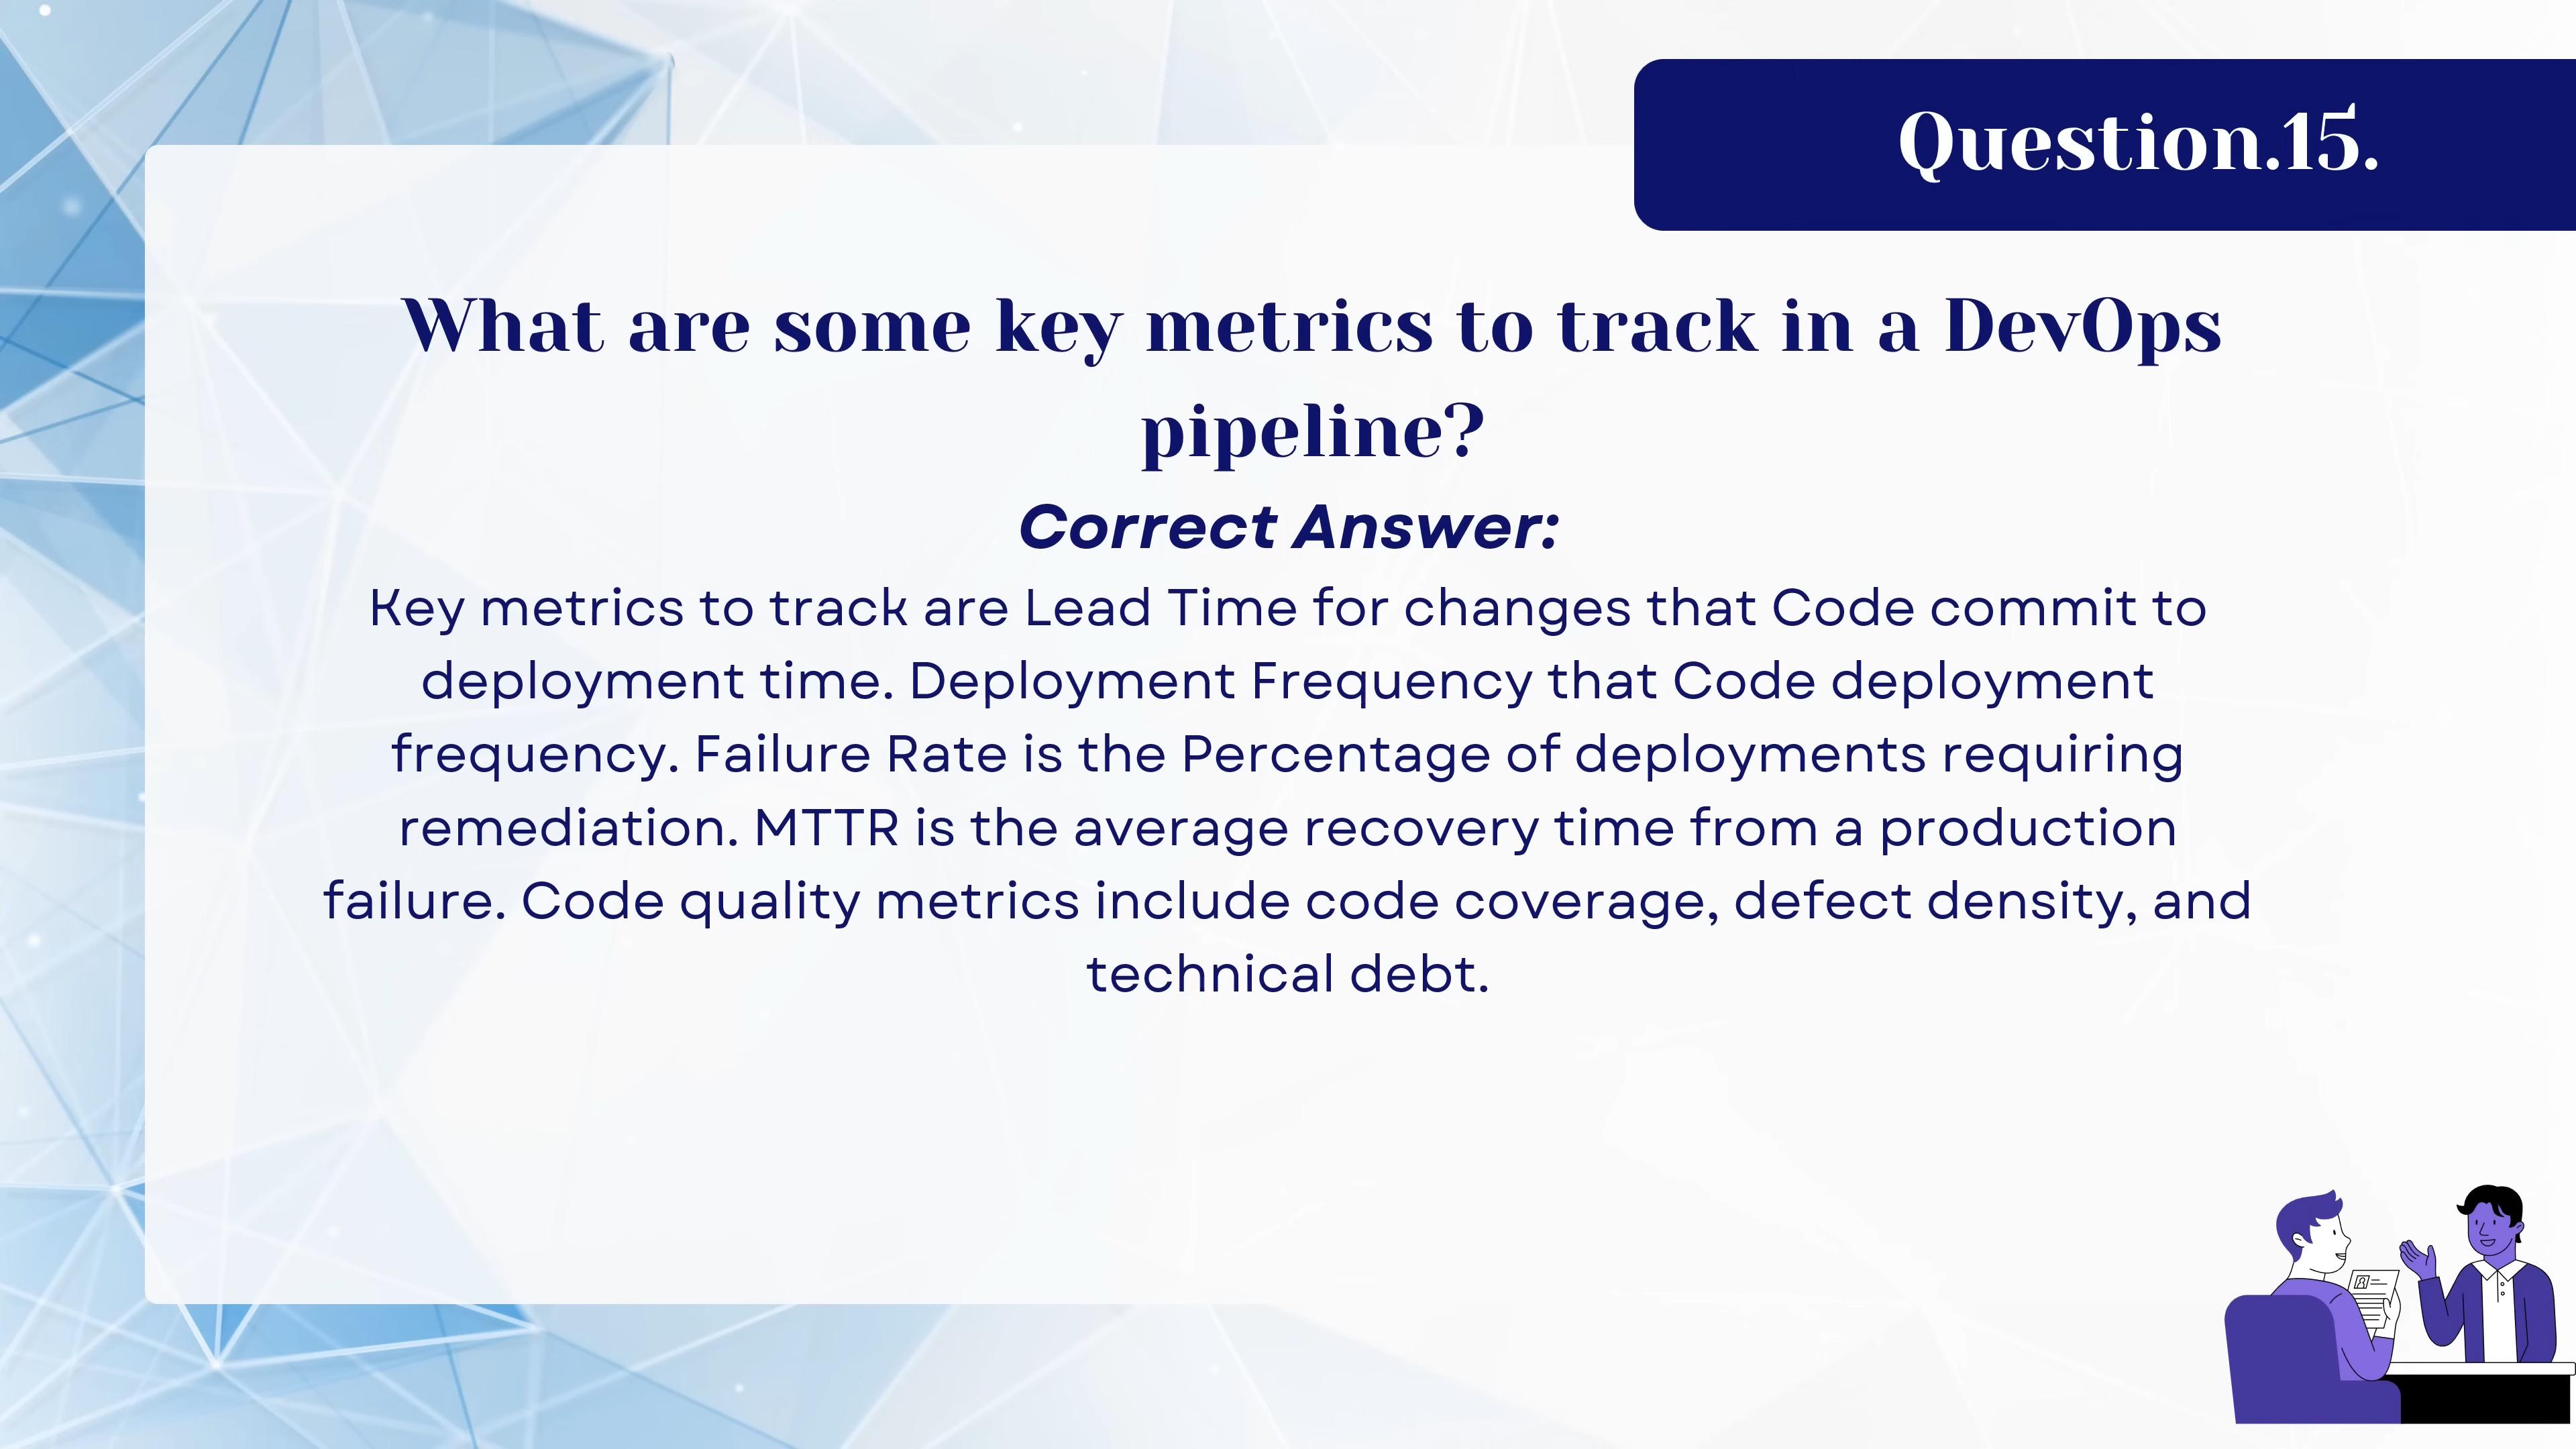 Question.15.
What are some key metrics to track in a DevOps
pipeline?
Correct Answer:
Key metrics to track are Lead Time for changes that Code commit to
deployment time. Deployment Frequency that Code deployment
frequency. Failure Rate is the Percentage of deployments requiring
remediation. MTTR is the average recovery time from a production
failure. Code quality metrics include code coverage, defect density, and
technical debt.